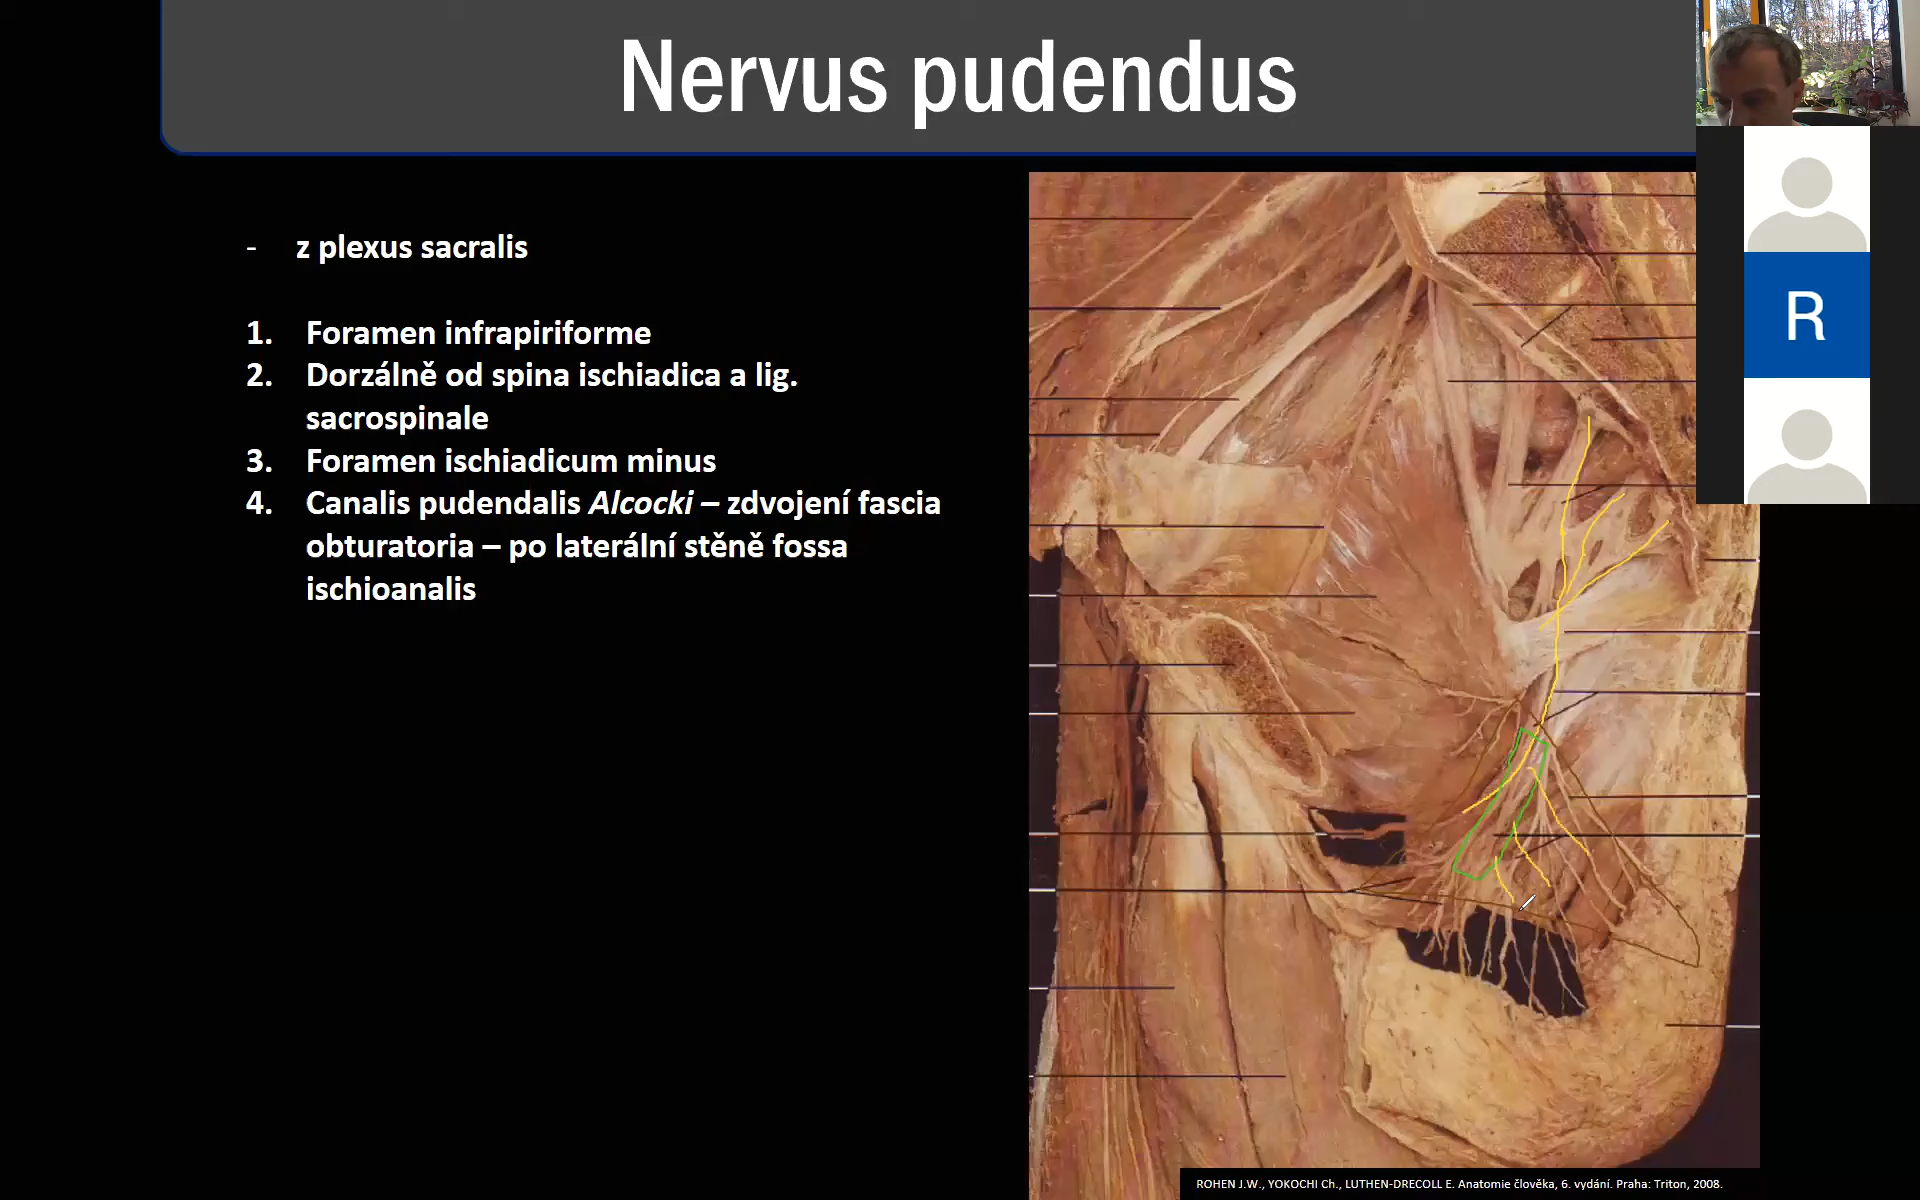 Nervus pudendus
- z plexus sacralis
1. Foramen infrapiriforme
2. Dorzálně od spina ischiadica a lig.
sacrospinale
3. Foramen ischiadicum minus
4. Canalis pudendalis Alcocki – zdvojení fascia
obturatoria – po laterální stěně fossa
ischioanalis
R
ROHEN J.W., YOKOCHI Ch., LUTHEN-DRECOLL E. Anatomie člověka, 6. vydání. Praha: Triton, 2008.